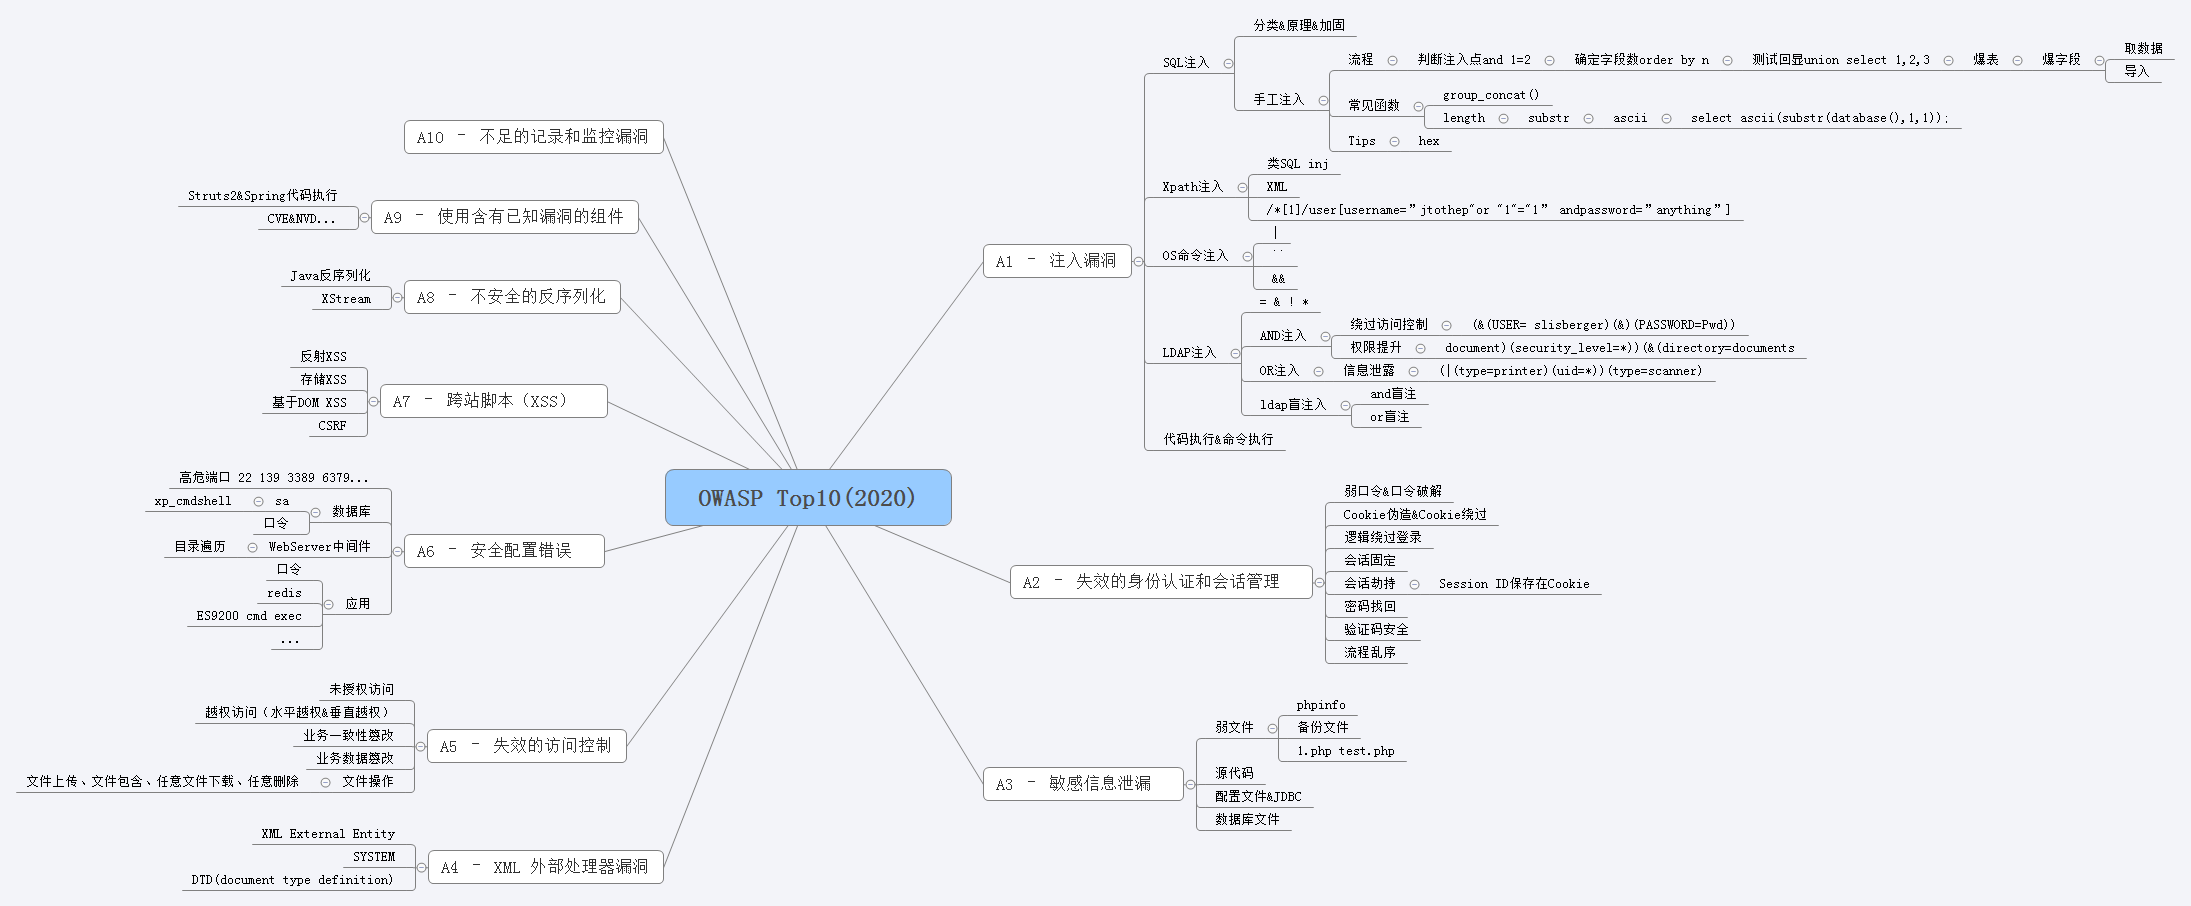 OWASP Top10(2020)
A1 - 注入漏洞
SQL注入
分类&原理&加固
手工注入
流程
判断注入点and 1=2
确定字段数order by n
测试回显union select 1,2,3
爆表
爆字段
取数据
导入
常见函数
group_concat()
length
substr
ascii
select ascii(substr(database(),1,1));
Tips
hex
Xpath注入
类SQL inj
XML
/*[1]/user[username=”jtothep“or “1“=“1” andpassword=”anything”]
OS命令注入
|
``
&&
LDAP注入
= & ! *
AND注入
绕过访问控制
(&(USER= slisberger)(&)(PASSWORD=Pwd))
权限提升
document)(security_level=*))(&(directory=documents
OR注入
信息泄露
(|(type=printer)(uid=*))(type=scanner)
ldap盲注入
and盲注
or盲注
代码执行&命令执行
A2 - 失效的身份认证和会话管理
弱口令&口令破解
Cookie伪造&Cookie绕过
逻辑绕过登录
会话固定
会话劫持
Session ID保存在Cookie
密码找回
验证码安全
流程乱序
A3 - 敏感信息泄漏
弱文件
phpinfo
备份文件
1.php test.php
源代码
配置文件&JDBC
数据库文件
A4 - XML 外部处理器漏洞
XML External Entity
SYSTEM
DTD(document type definition)
A5 - 失效的访问控制
未授权访问
越权访问（水平越权&垂直越权）
业务一致性篡改
业务数据篡改
文件操作
文件上传、文件包含、任意文件下载、任意删除
A6 - 安全配置错误
高危端口 22 139 3389 6379...
数据库
sa
xp_cmdshell
口令
WebServer中间件
目录遍历
应用
口令
redis
ES9200 cmd exec
...
A7 - 跨站脚本（XSS）
反射XSS
存储XSS
基于DOM XSS
CSRF
A8 - 不安全的反序列化
Java反序列化
XStream
A9 - 使用含有已知漏洞的组件
Struts2&Spring代码执行
CVE&NVD...
A10 - 不足的记录和监控漏洞